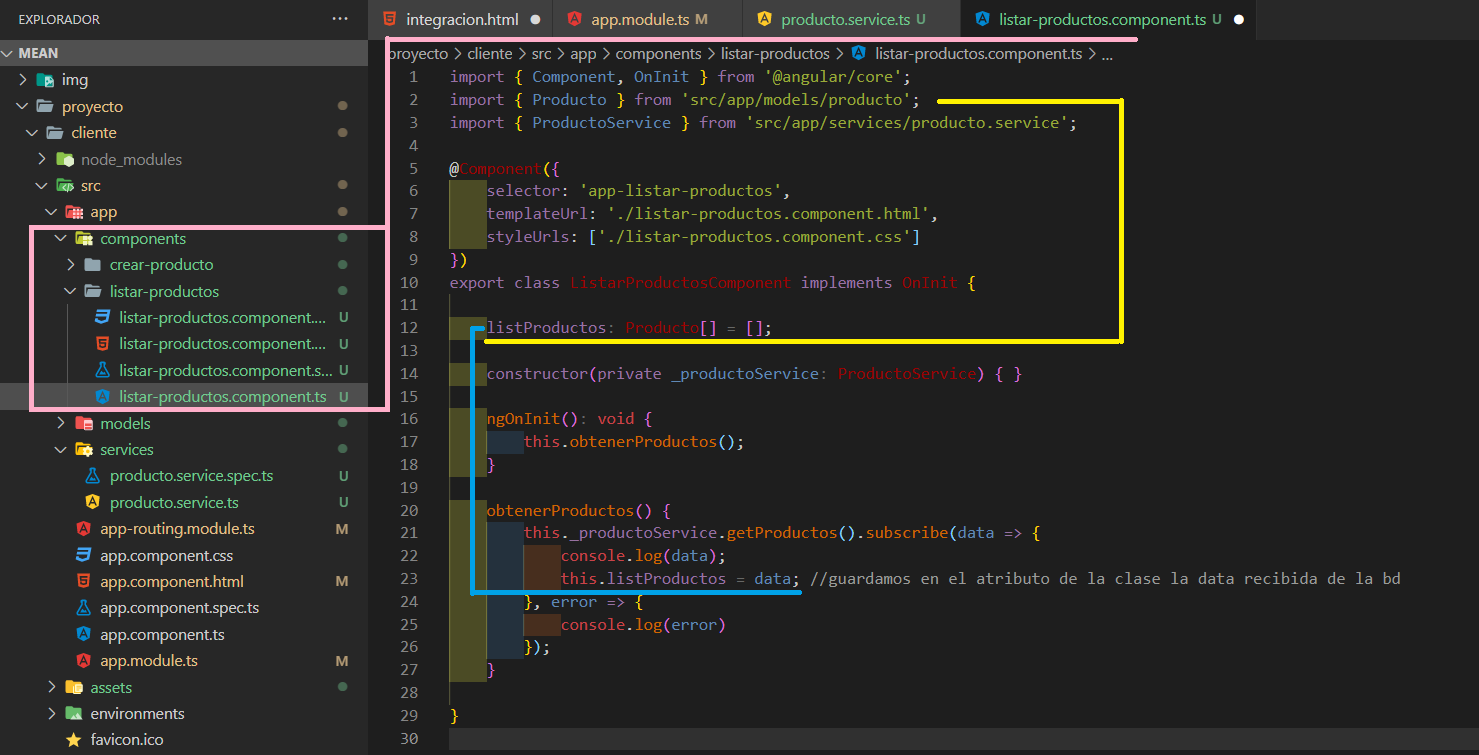 EXPLORADOR
···
integracion.html
app.module.ts M
producto.service.ts U
listar-productos.component.ts U
MEAN
img
proyecto
cliente
node_modules
src
app
components
crear-producto
listar-productos
listar-productos.component.... U
listar-productos.component.... U
listar-productos.component.s... U
listar-productos.component.ts U
models
services
producto.service.spec.ts U
producto.service.ts U
app-routing.module.ts M
app.component.css
app.component.html M
app.component.spec.ts
app.component.ts
app.module.ts M
assets
environments
favicon.ico
proyecto > cliente > src > app > components > listar-productos > listar-productos.component.ts > ...
1 import { Component, OnInit } from '@angular/core';
2 import { Producto } from 'src/app/models/producto';
3 import { ProductoService } from 'src/app/services/producto.service';
4
5 @Component({
6 selector: 'app-listar-productos',
7 templateUrl: './listar-productos.component.html',
8 styleUrls: ['./listar-productos.component.css']
9 })
10 export class ListarProductosComponent implements OnInit {
11
12 listProductos: Producto[] = [];
13
14 constructor(private _productoService: ProductoService) { }
15
16 ngOnInit(): void {
17 this.obtenerProductos();
18 }
19
20 obtenerProductos() {
21 this._productoService.getProductos().subscribe(data => {
22 console.log(data);
23 this.listProductos = data; //guardamos en el atributo de la clase la data recibida de la bd
24 }, error => {
25 console.log(error)
26 });
27 }
28
29 }
30